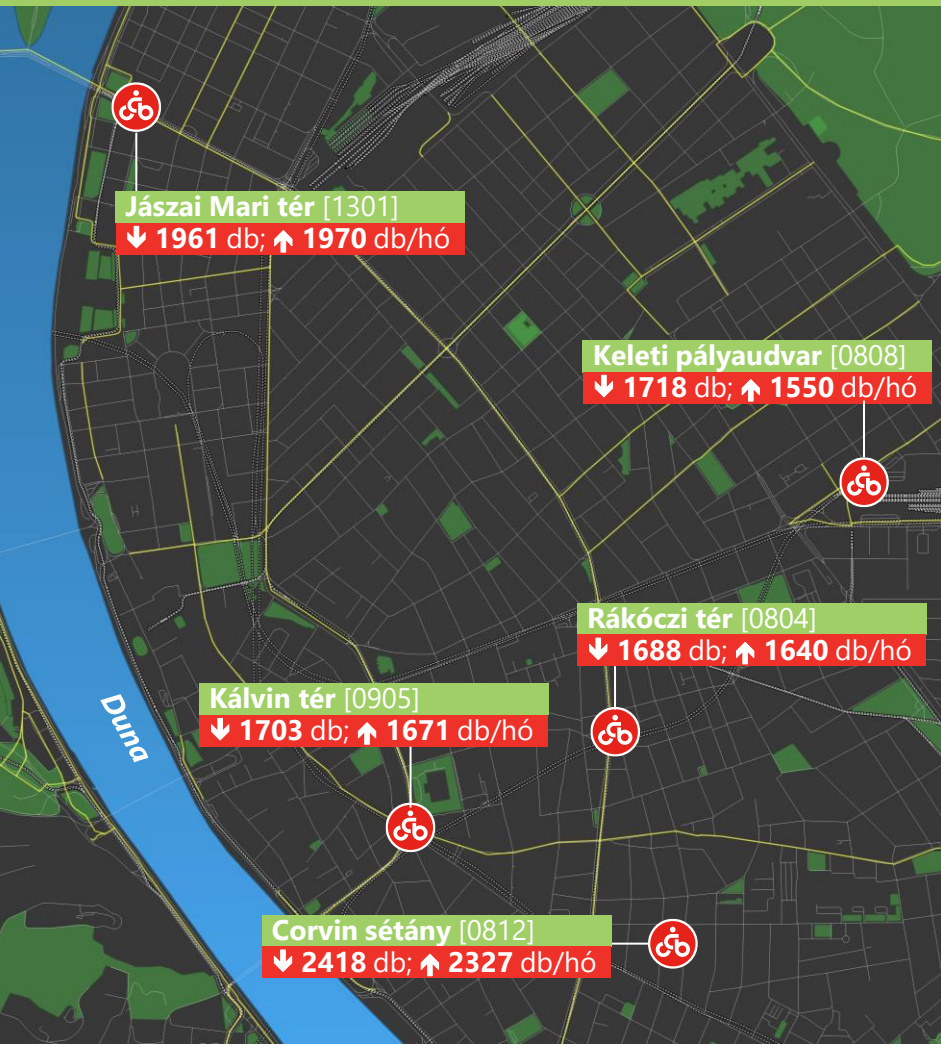 Jászai Mari tér [1301]
↓ 1961 db; ↑ 1970 db/hó
Keleti pályaudvar [0808]
↓ 1718 db; ↑ 1550 db/hó
Rákóczi tér [0804]
↓ 1688 db; ↑ 1640 db/hó
Kálvin tér [0905]
↓ 1703 db; ↑ 1671 db/hó
Duna
Corvin sétány [0812]
↓ 2418 db; ↑ 2327 db/hó